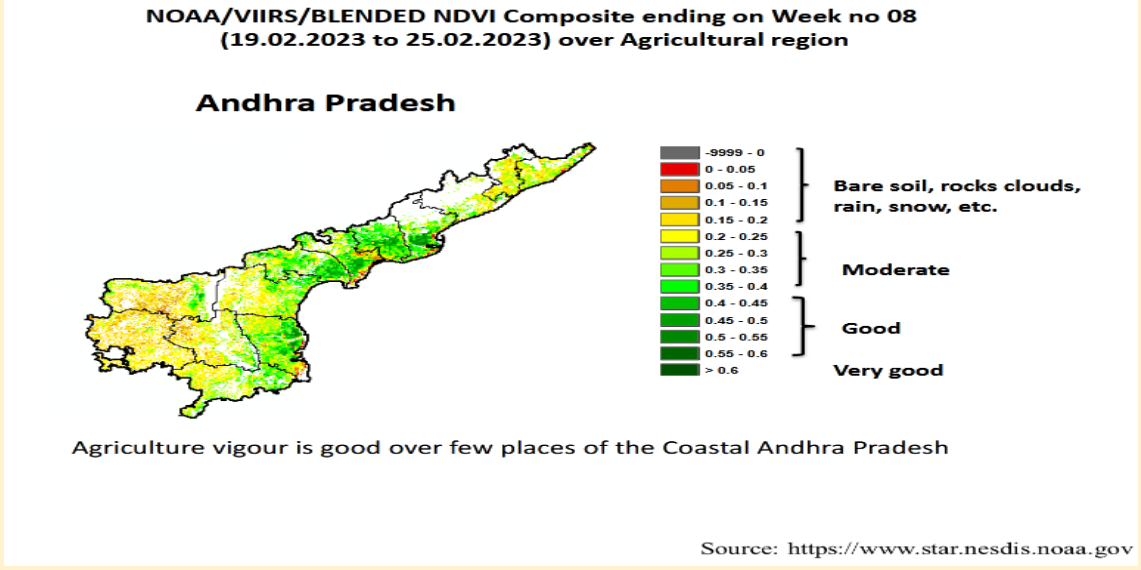 NOAA/VIIRS/BLENDED NDVI Composite ending on Week no 08
(19.02.2023 to 25.02.2023) over Agricultural region
Andhra Pradesh
-9999 - 0
0 - 0.05
0.05 - 0.1
0.1 - 0.15
0.15 - 0.2
0.2 - 0.25
0.25 - 0.3
0.3 - 0.35
0.35 - 0.4
0.4 - 0.45
0.45 - 0.5
0.5 - 0.55
0.55 - 0.6
> 0.6
Bare soil, rocks clouds,
rain, snow, etc.
Moderate
Good
Very good
Agriculture vigour is good over few places of the Coastal Andhra Pradesh
Source: https://www.star.nesdis.noaa.gov